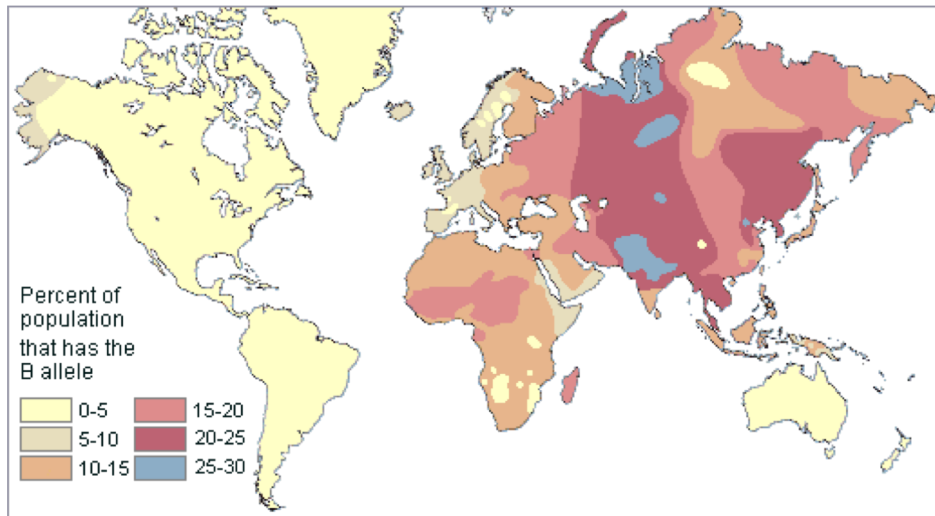 Percent of
population
that has the
B allele
0-5
15-20
5-10
20-25
10-15
25-30